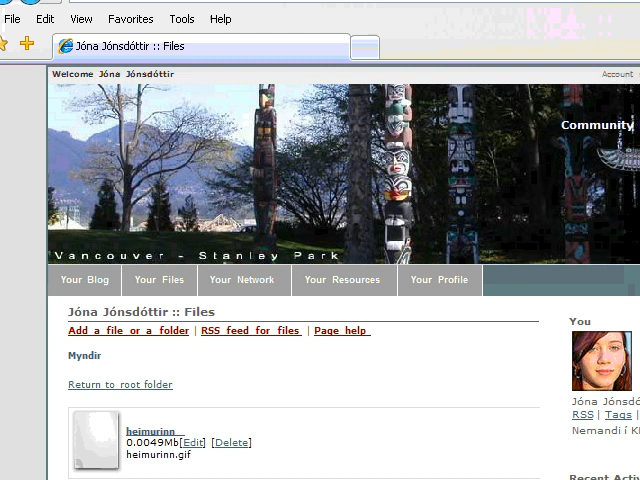 File Edit View Favorites Tools Help
Jóna Jónsdóttir :: Files
Welcome Jóna Jónsdóttir Account
Community
Vancouver - Stanley Park
Your Blog Your Files Your Network Your Resources Your Profile
Jóna Jónsdóttir :: Files
Add a file or a folder | RSS feed for files | Page help
You
Myndir
Return to root folder
Jóna Jónsdó
RSS | Tags |
Nemandi í K
heimurinn
0.0049Mb[Edit] [Delete]
heimurinn.gif
Recent Activ